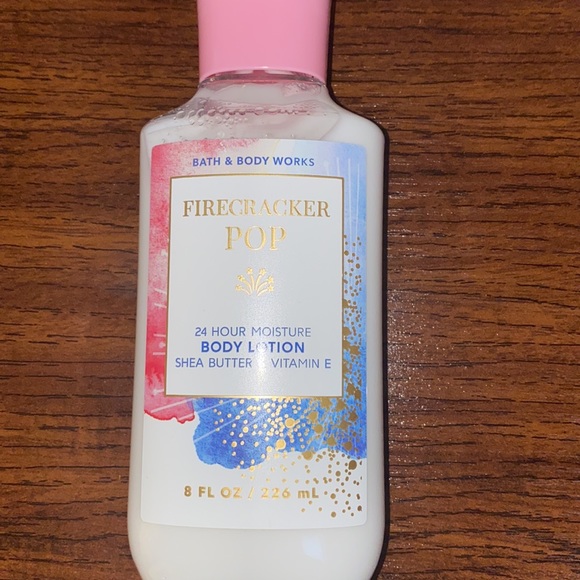 BATH & BODY WORKS
FIRECRACKER
POP
24 HOUR MOISTURE
BODY LOTION
SHEA BUTTER + VITAMIN E
8 FL OZ / 226 mL